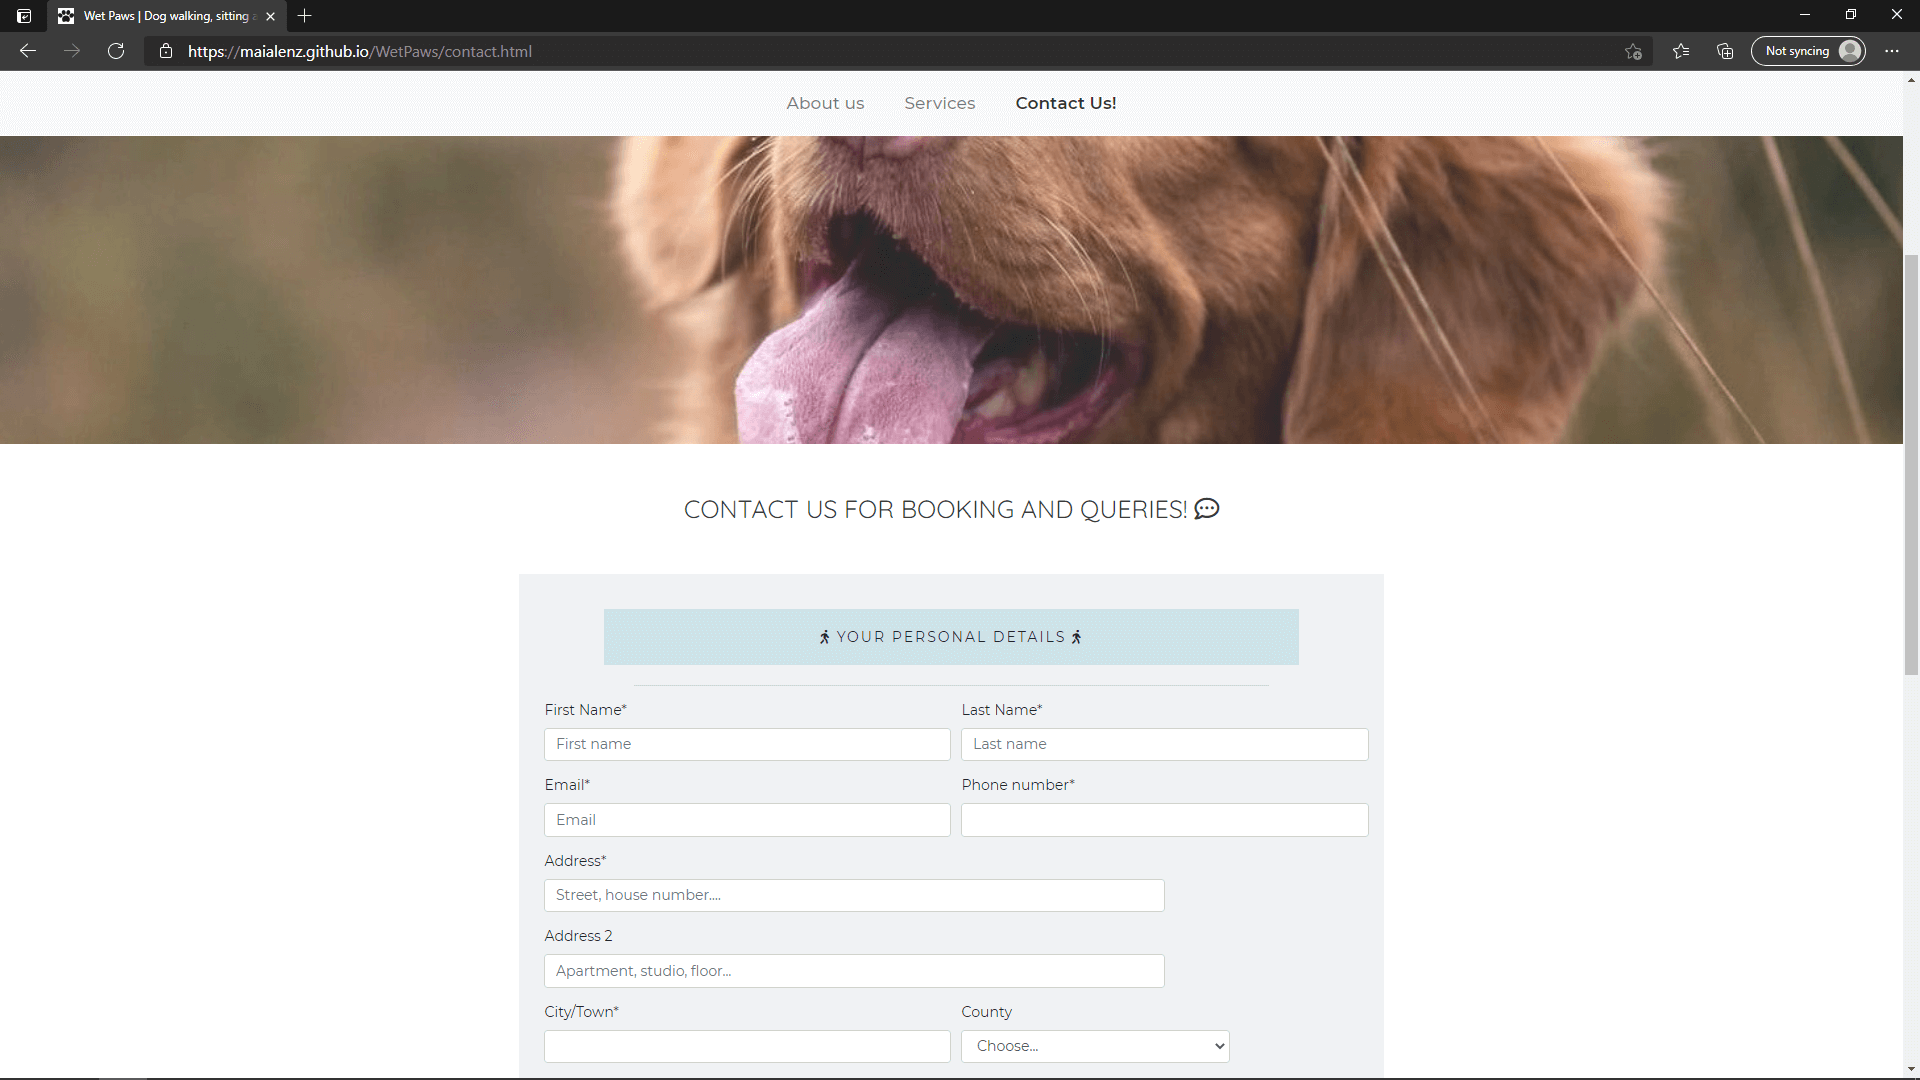 Wet Paws | Dog walking, sitting
https://maialenz.github.io/WetPaws/contact.html
Not syncing
About us Services Contact Us!
CONTACT US FOR BOOKING AND QUERIES!
YOUR PERSONAL DETAILS
First Name* Last Name*
First name Last name
Email* Phone number*
Email
Address*
Street, house number....
Address 2
Apartment, studio, floor...
City/Town* County
Choose...